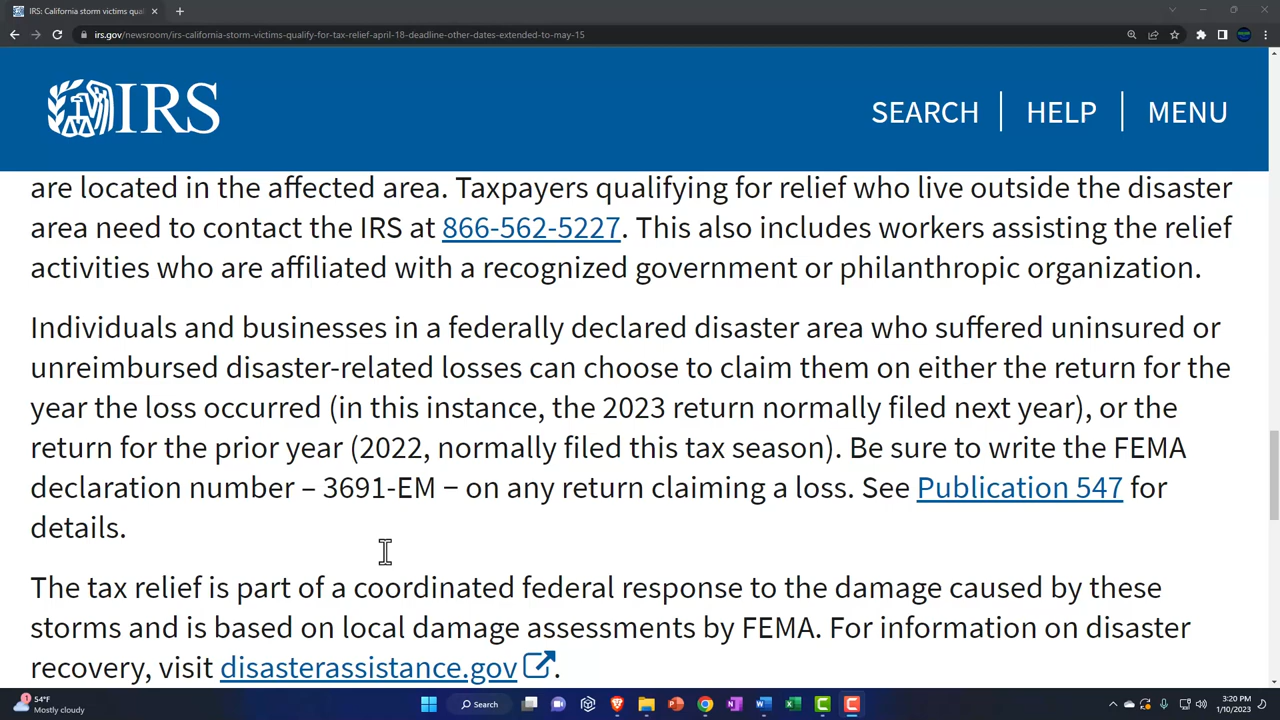 IRS: California storm victims qual
irs.gov/newsroom/irs-california-storm-victims-qualify-for-tax-relief-april-18-deadline-other-dates-extended-to-may-15
IRS
SEARCH HELP MENU
are located in the affected area. Taxpayers qualifying for relief who live outside the disaster
area need to contact the IRS at 866-562-5227. This also includes workers assisting the relief
activities who are affiliated with a recognized government or philanthropic organization.
Individuals and businesses in a federally declared disaster area who suffered uninsured or
unreimbursed disaster-related losses can choose to claim them on either the return for the
year the loss occurred (in this instance, the 2023 return normally filed next year), or the
return for the prior year (2022, normally filed this tax season). Be sure to write the FEMA
declaration number – 3691-EM − on any return claiming a loss. See Publication 547 for
details.
The tax relief is part of a coordinated federal response to the damage caused by these
storms and is based on local damage assessments by FEMA. For information on disaster
recovery, visit disasterassistance.gov.
1
54°F
Mostly cloudy
Search
3:20 PM
1/10/2023